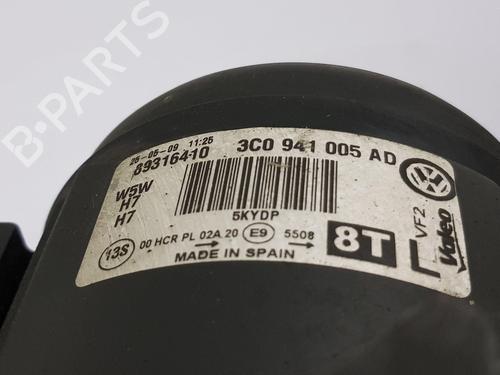 B-PARTS
25-05-09 11:25
89316410 3C0 941 005 AD
W5W
H7
H7
5KYDP
VF2
Valeo
L
8T
13S 00 HCR PL 02A 20 E9 5508
MADE IN SPAIN